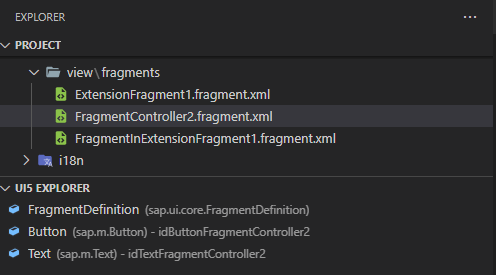 EXPLORER
PROJECT
view\fragments
ExtensionFragment1.fragment.xml
FragmentController2.fragment.xml
FragmentInExtensionFragment1.fragment.xml
i18n
UI5 EXPLORER
FragmentDefinition (sap.ui.core.FragmentDefinition)
Button (sap.m.Button) - idButtonFragmentController2
Text (sap.m.Text) - idTextFragmentController2